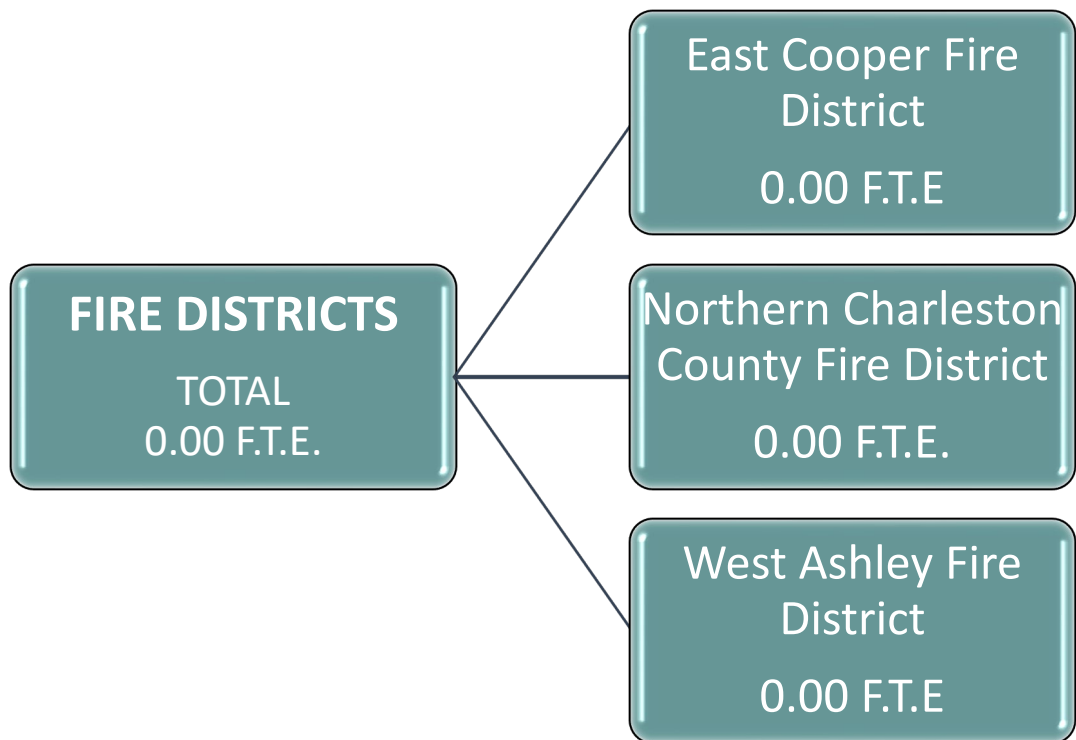 FIRE DISTRICTS
TOTAL
0.00 F.T.E.
East Cooper Fire
District
0.00 F.T.E
Northern Charleston
County Fire District
0.00 F.T.E.
West Ashley Fire
District
0.00 F.T.E